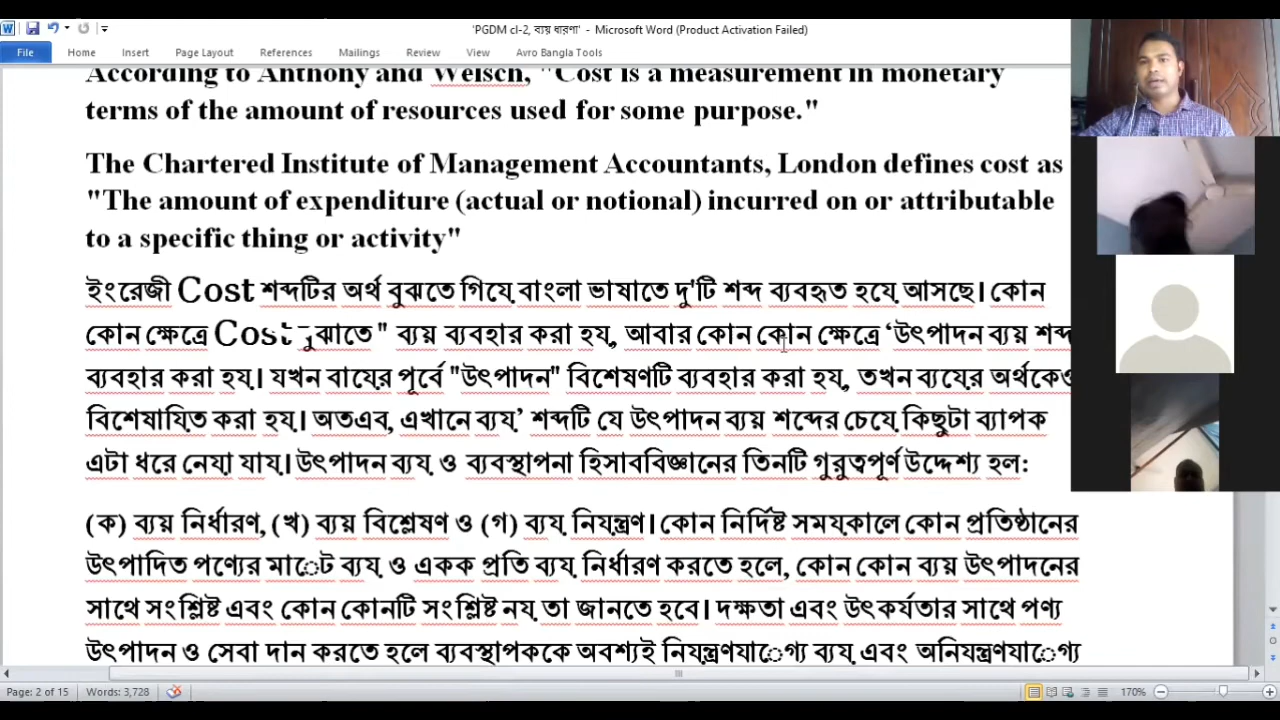 'PGDM cl-2, ব্যয় ধারণা' - Microsoft Word (Product Activation Failed)
File Home Insert Page Layout References Mailings Review View Avro Bangla Tools
According to Anthony and Welsch, "Cost is a measurement in monetary
terms of the amount of resources used for some purpose."
The Chartered Institute of Management Accountants, London defines cost as
"The amount of expenditure (actual or notional) incurred on or attributable
to a specific thing or activity"
ইংরেজী Cost শব্দটির অর্থ বুঝতে গিযে় বাংলা ভাষাতে দু'টি শব্দ ব্যবহৃত হযে় আসছে। কোন
কোন ক্ষেত্রে Cost বুঝাতে" ব্যয় ব্যবহার করা হয়, আবার কোন কোন ক্ষেত্রে ‘উৎপাদন ব্যয় শব্দ
ব্যবহার করা হয়। যখন বাযে়র পূর্বে "উৎপাদন" বিশেষণটি ব্যবহার করা হয়, তখন ব্যযে়র অর্থকেও
বিশেষাযি়ত করা হয়। অতএব, এখানে ব্যয়’ শব্দটি যে উৎপাদন ব্যয় শব্দের চেযে় কিছুটা ব্যাপক
এটা ধরে নেয়া যায়। উৎপাদন ব্যয় ও ব্যবস্থাপনা হিসাববিজ্ঞানের তিনটি গুরুত্বপূর্ণ উদ্দেশ্য হল:
(ক) ব্যয় নির্ধারণ, (খ) ব্যয় বিশ্লেষণ ও (গ) ব্যয় নিযন্ত্র়ণ। কোন নির্দিষ্ট সময়কালে কোন প্রতিষ্ঠানের
উৎপাদিত পণ্যের মােট ব্যয় ও একক প্রতি ব্যয় নির্ধারণ করতে হলে, কোন কোন ব্যয় উৎপাদনের
সাথে সংশ্লিষ্ট এবং কোন কোনটি সংশ্লিষ্ট নয় তা জানতে হবে। দক্ষতা এবং উৎকর্যতার সাথে পণ্য
উৎপাদন ও সেবা দান করতে হলে ব্যবস্থাপককে অবশ্যই নিয়ন্ত্রণযােগ্য ব্যয় এবং অনিয়ন্ত্রণযােগ্য
Page: 2 of 15 Words: 3,728 170%